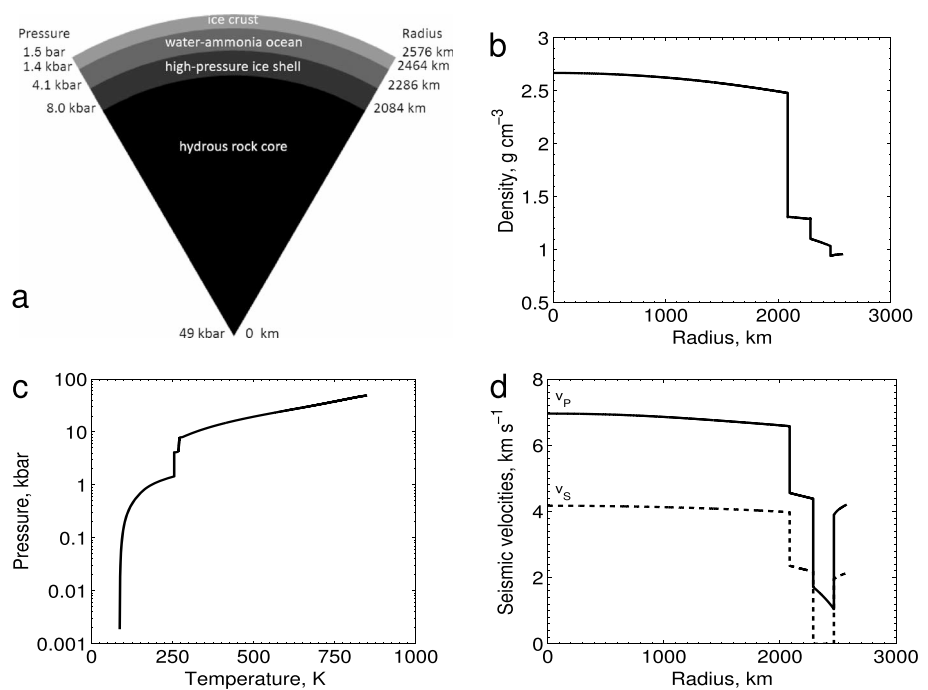 ice crust
Pressure
Radius
1.5 bar
water-ammonia ocean
2576 km
1.4 kbar
2464 km
high-pressure ice shell
4.1 kbar
2286 km
8.0 kbar
2084 km
hydrous rock core
49 kbar
0 km
a
b
3
2.5
2
1.5
1
0.5
Density, g cm⁻³
0
1000
2000
3000
Radius, km
c
100
10
1
0.1
0.01
0.001
Pressure, kbar
0
250
500
750
1000
Temperature, K
d
8
6
4
2
0
Seismic velocities, km s⁻¹
v_P
v_S
0
1000
2000
3000
Radius, km